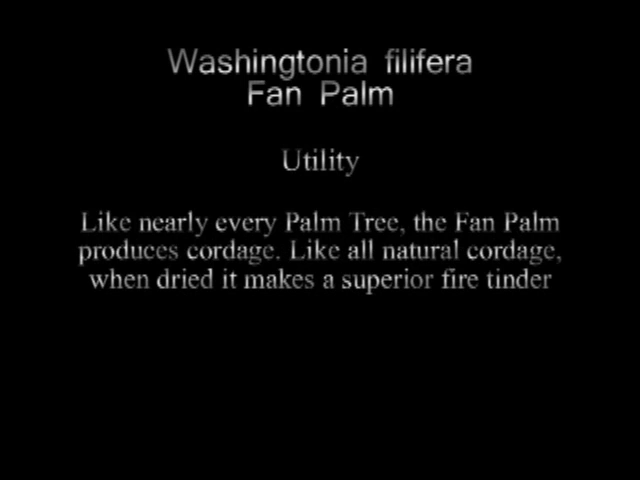 Washingtonia filifera
Fan Palm
Utility
Like nearly every Palm Tree, the Fan Palm
produces cordage. Like all natural cordage,
when dried it makes a superior fire tinder